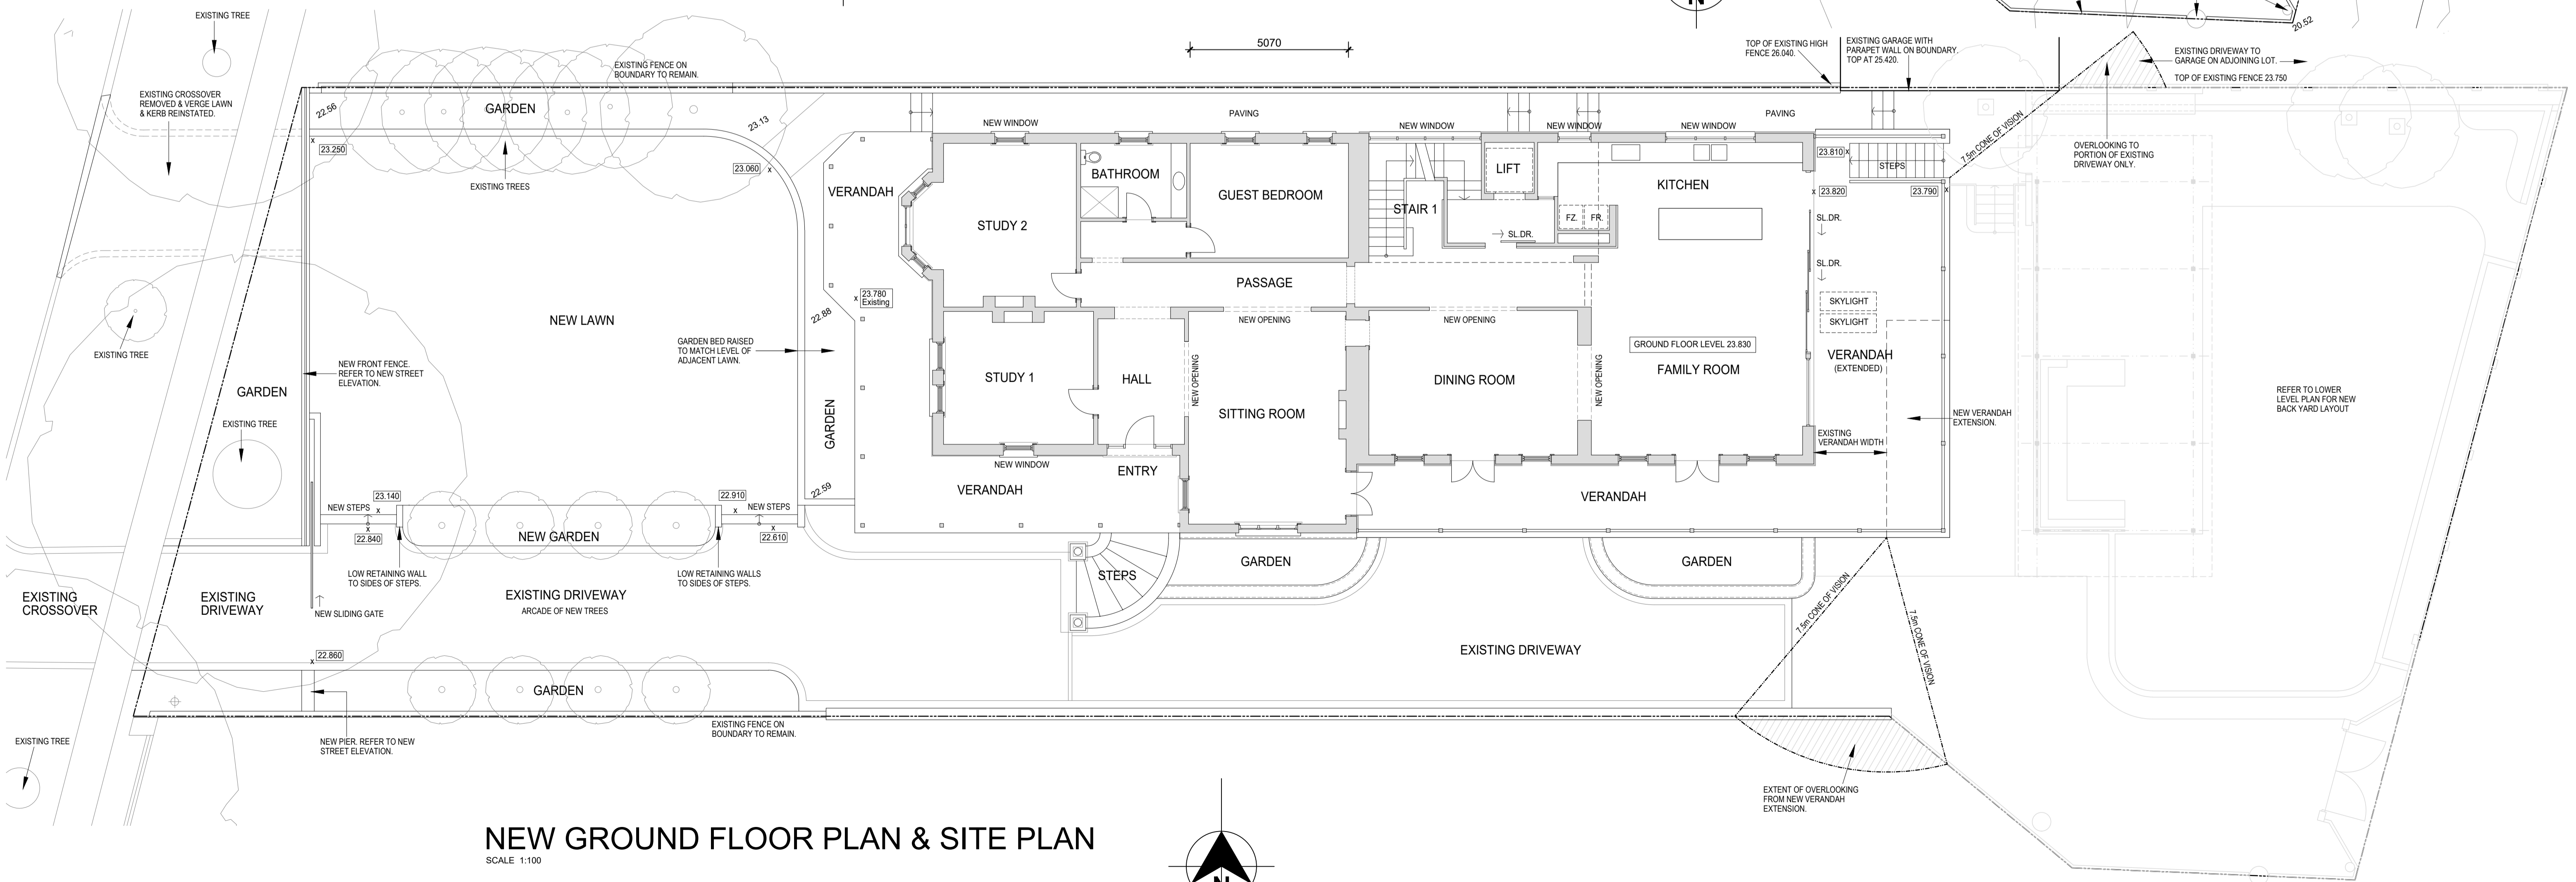 N
20.52
EXISTING TREE
5070
TOP OF EXISTING HIGH
FENCE 26.040.
EXISTING GARAGE WITH
PARAPET WALL ON BOUNDARY.
TOP AT 25.420.
EXISTING DRIVEWAY TO
GARAGE ON ADJOINING LOT.
TOP OF EXISTING FENCE 23.750
EXISTING FENCE ON
BOUNDARY TO REMAIN.
EXISTING CROSSOVER
REMOVED & VERGE LAWN
& KERB REINSTATED.
22.56
GARDEN
23.13
PAVING
PAVING
NEW WINDOW
NEW WINDOW
NEW WINDOW
NEW WINDOW
23.250
23.060
EXISTING TREES
VERANDAH
BATHROOM
GUEST BEDROOM
STUDY 2
STAIR 1
LIFT
KITCHEN
FZ.
FR.
SL.DR.
23.810
STEPS
23.820
23.790
SL.DR.
SL.DR.
7.5m CONE OF VISION
OVERLOOKING TO
PORTION OF EXISTING
DRIVEWAY ONLY.
23.780
Existing
PASSAGE
SKYLIGHT
SKYLIGHT
NEW LAWN
22.88
NEW OPENING
NEW OPENING
EXISTING TREE
GARDEN BED RAISED
TO MATCH LEVEL OF
ADJACENT LAWN.
GROUND FLOOR LEVEL 23.830
VERANDAH
(EXTENDED)
NEW FRONT FENCE.
REFER TO NEW STREET
ELEVATION.
STUDY 1
HALL
NEW OPENING
DINING ROOM
NEW OPENING
FAMILY ROOM
GARDEN
GARDEN
SITTING ROOM
REFER TO LOWER
LEVEL PLAN FOR NEW
BACK YARD LAYOUT
NEW VERANDAH
EXTENSION.
EXISTING TREE
EXISTING
VERANDAH WIDTH
NEW WINDOW
ENTRY
VERANDAH
VERANDAH
22.59
NEW STEPS
23.140
22.910
NEW STEPS
22.840
NEW GARDEN
22.610
LOW RETAINING WALL
TO SIDES OF STEPS.
LOW RETAINING WALLS
TO SIDES OF STEPS.
STEPS
GARDEN
GARDEN
EXISTING
CROSSOVER
EXISTING
DRIVEWAY
NEW SLIDING GATE
EXISTING DRIVEWAY
ARCADE OF NEW TREES
7.5m CONE OF VISION
7.5m CONE OF VISION
22.860
EXISTING DRIVEWAY
GARDEN
EXISTING TREE
NEW PIER. REFER TO NEW
STREET ELEVATION.
EXISTING FENCE ON
BOUNDARY TO REMAIN.
EXTENT OF OVERLOOKING
FROM NEW VERANDAH
EXTENSION.
NEW GROUND FLOOR PLAN & SITE PLAN
SCALE 1:100
N